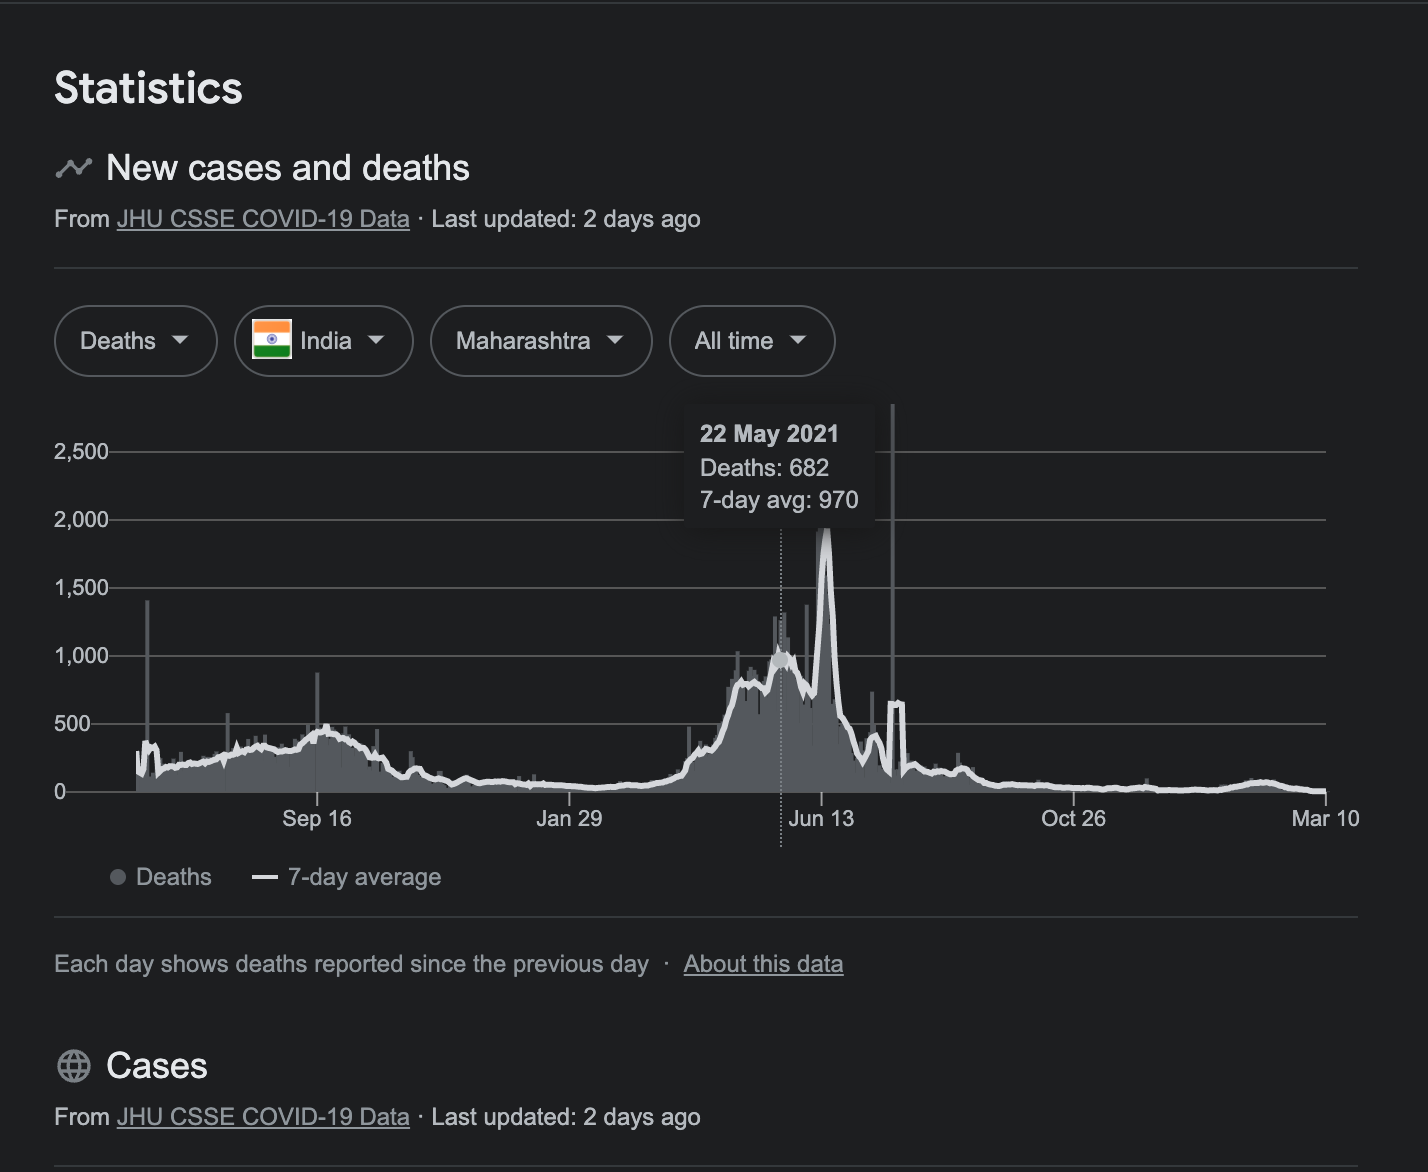 Statistics
New cases and deaths
From JHU CSSE COVID-19 Data · Last updated: 2 days ago
Deaths India Maharashtra All time
22 May 2021
Deaths: 682
7-day avg: 970
2,500
2,000
1,500
1,000
500
0
Sep 16 Jan 29 Jun 13 Oct 26 Mar 10
Deaths 7-day average
Each day shows deaths reported since the previous day · About this data
Cases
From JHU CSSE COVID-19 Data · Last updated: 2 days ago